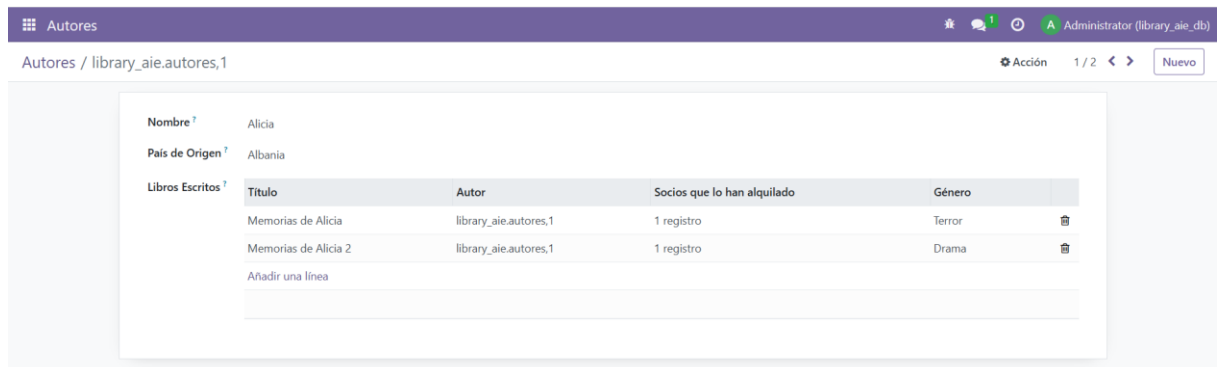 Autores 1 A Administrator (library_aie_db)
Autores / library_aie.autores,1 Acción 1 / 2 Nuevo
Nombre ? Alicia
País de Origen ? Albania
Libros Escritos ? Título Autor Socios que lo han alquilado Género
Memorias de Alicia library_aie.autores,1 1 registro Terror
Memorias de Alicia 2 library_aie.autores,1 1 registro Drama
Añadir una línea